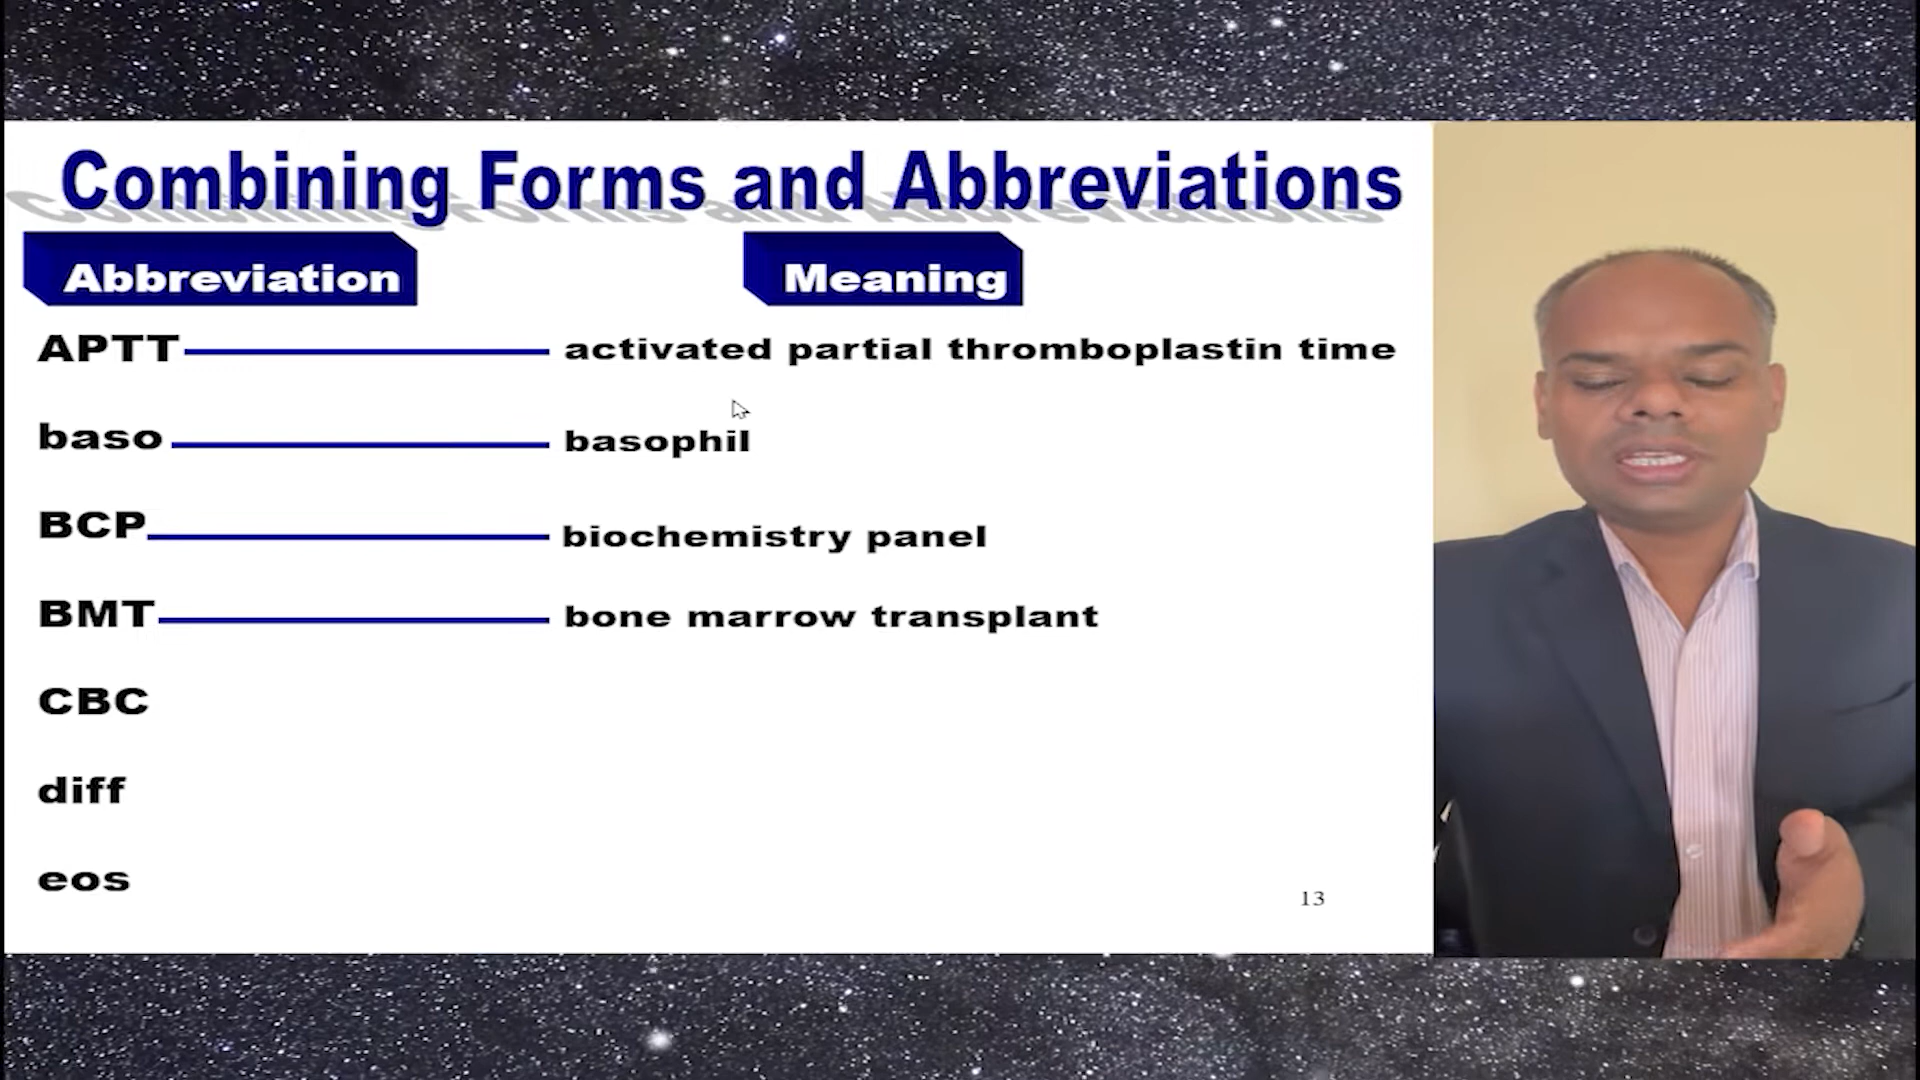 Combining Forms and Abbreviations
Abbreviation Meaning
APTT activated partial thromboplastin time
baso basophil
BCP biochemistry panel
BMT bone marrow transplant
CBC
diff
eos
13